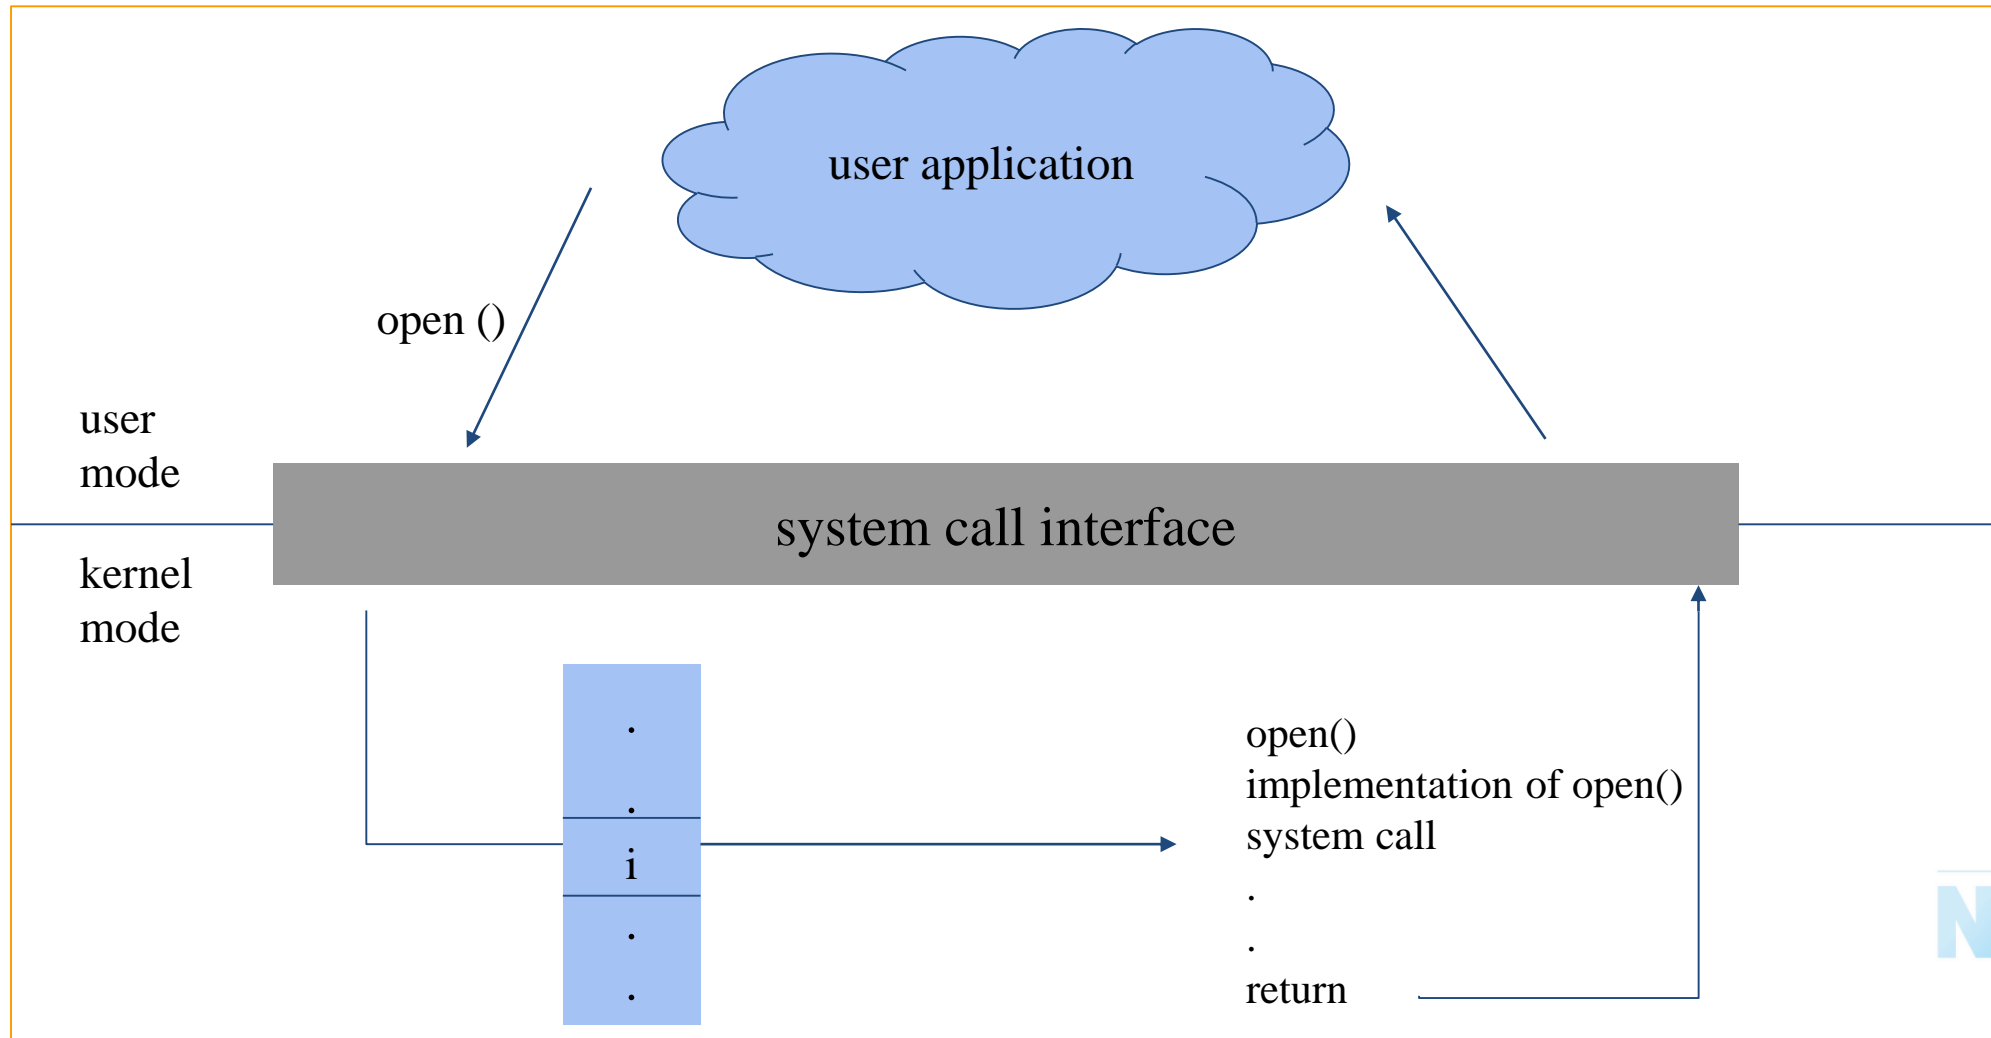 user application
open ()
user
mode
system call interface
kernel
mode
.
.
i
.
.
open()
implementation of open()
system call
.
.
return
N